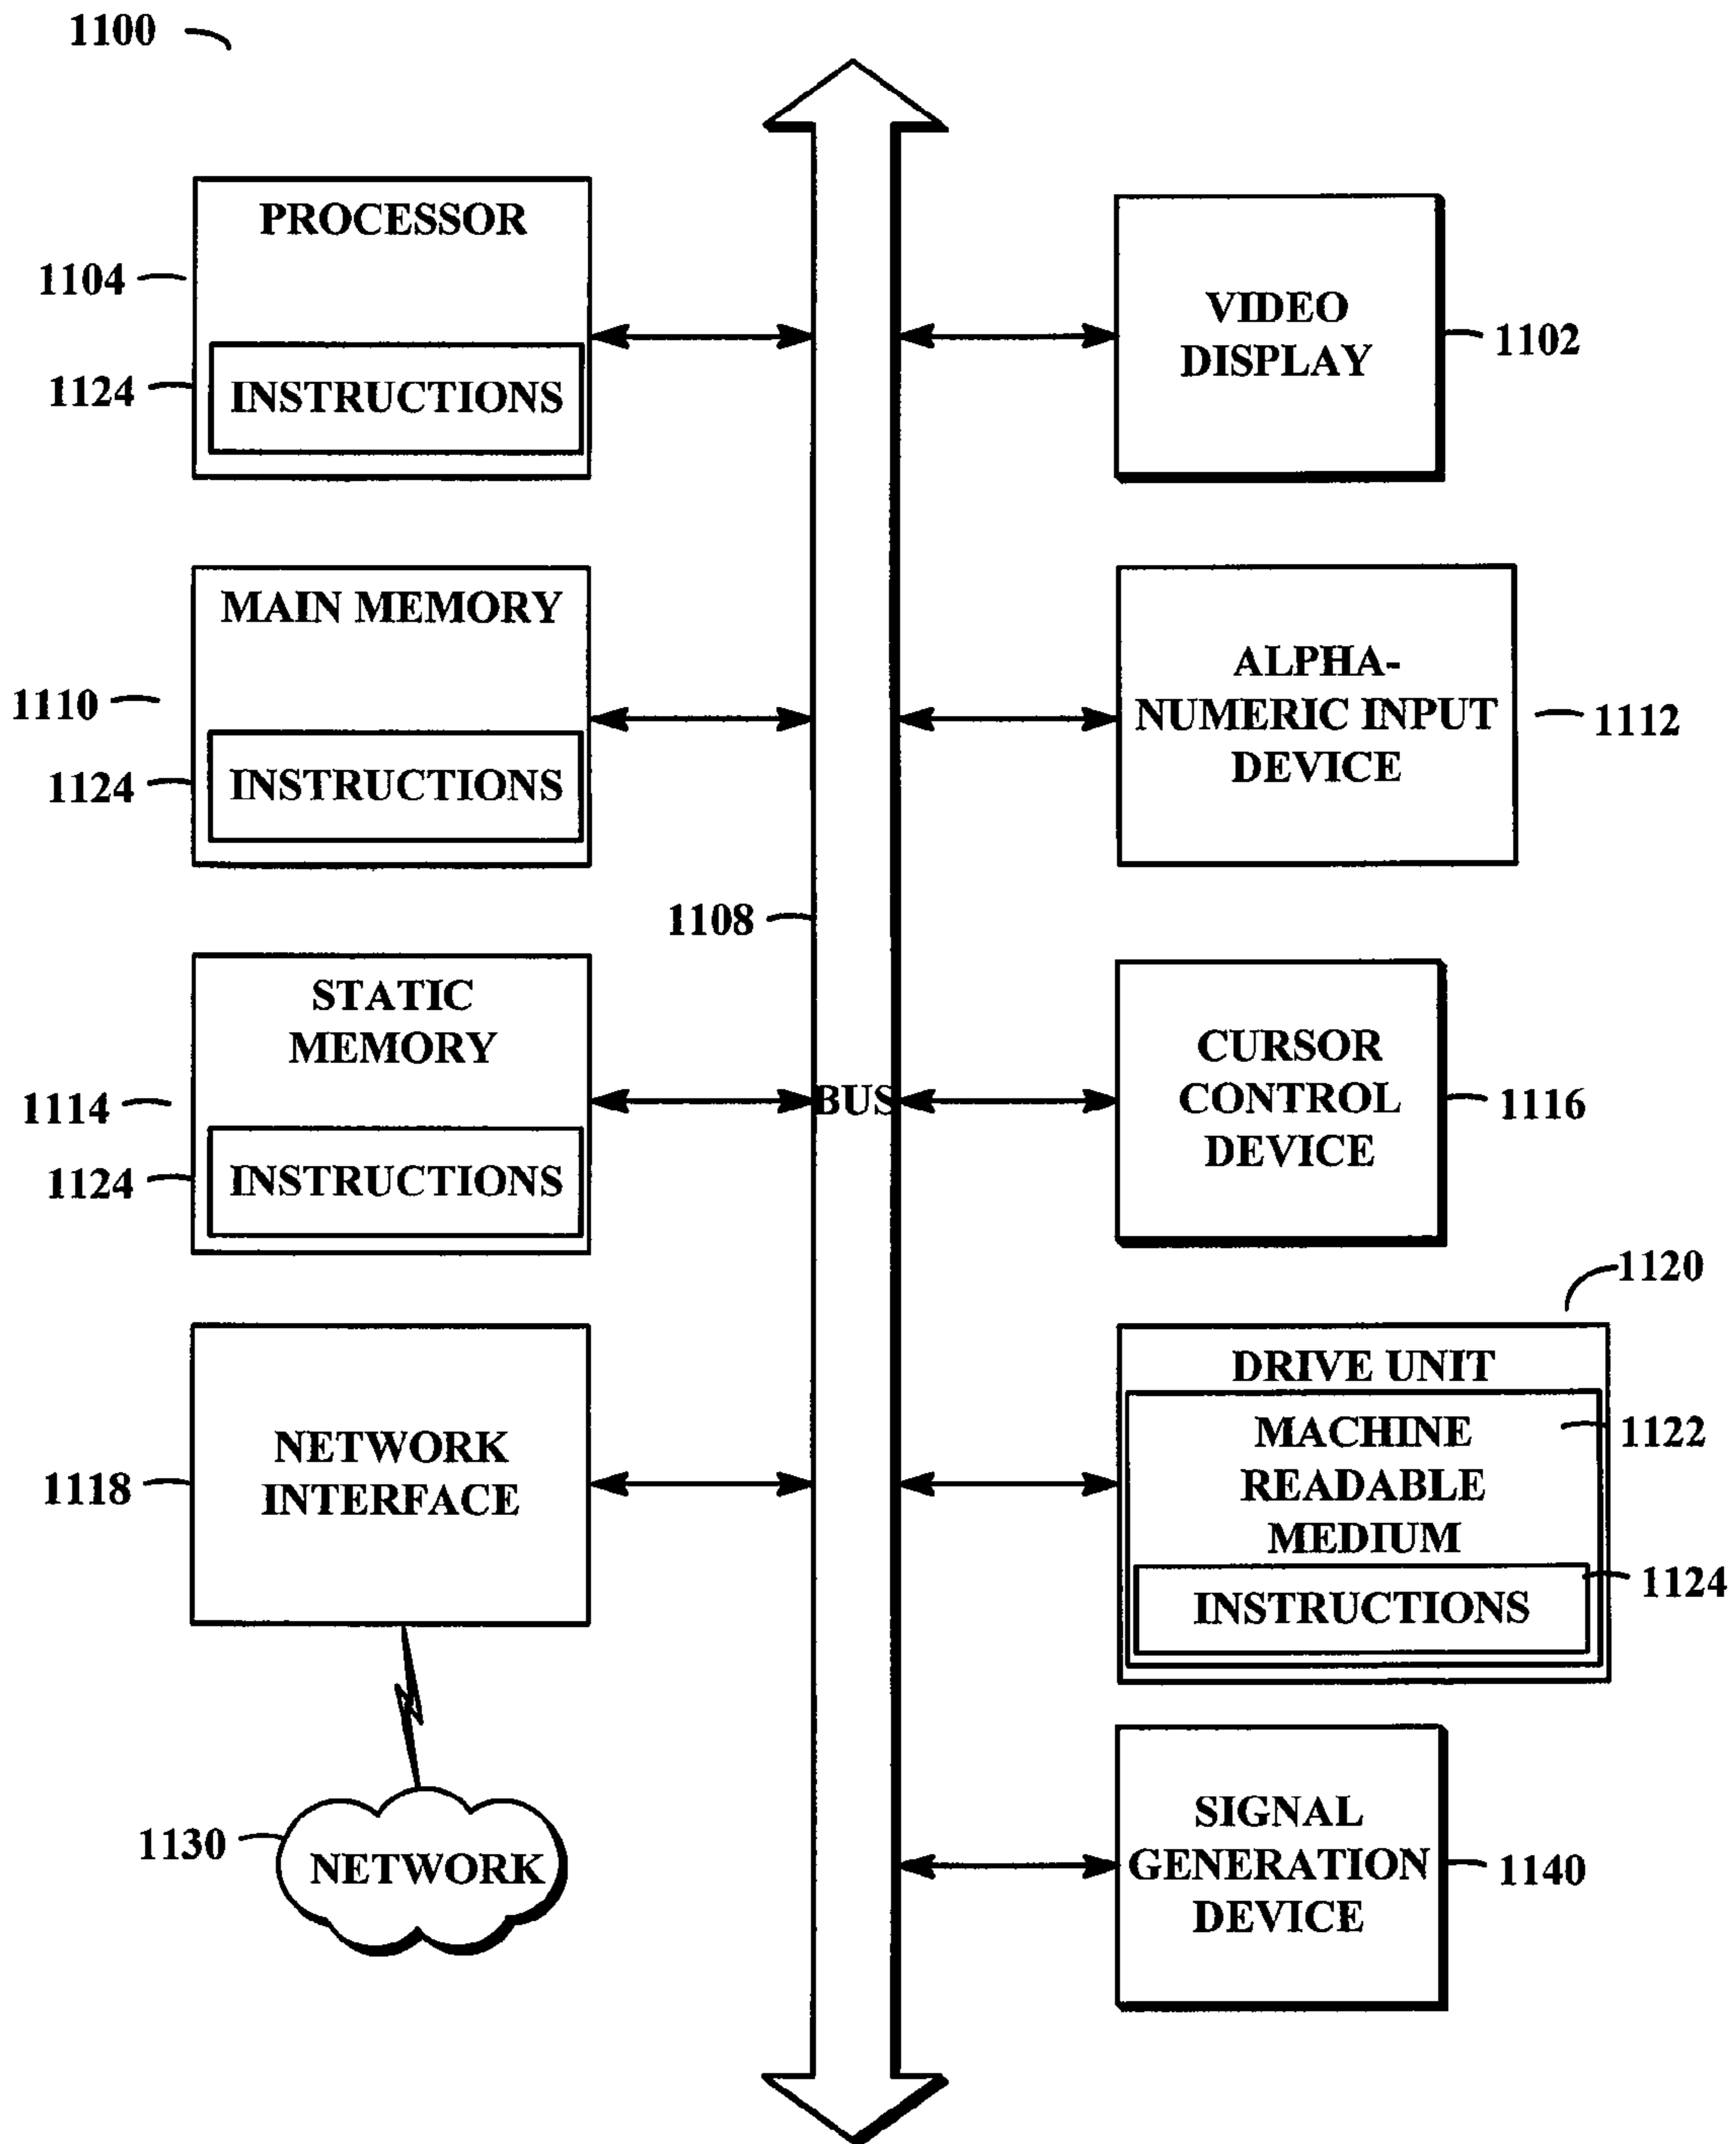 1100
PROCESSOR
1104
1124
INSTRUCTIONS
VIDEO
DISPLAY
1102
MAIN MEMORY
1110
1124
INSTRUCTIONS
ALPHA-
NUMERIC INPUT
DEVICE
1112
1108
BUS
STATIC
MEMORY
1114
1124
INSTRUCTIONS
CURSOR
CONTROL
DEVICE
1116
NETWORK
INTERFACE
1118
1120
DRIVE UNIT
MACHINE
READABLE
MEDIUM
1122
1124
INSTRUCTIONS
1130
NETWORK
SIGNAL
GENERATION
DEVICE
1140